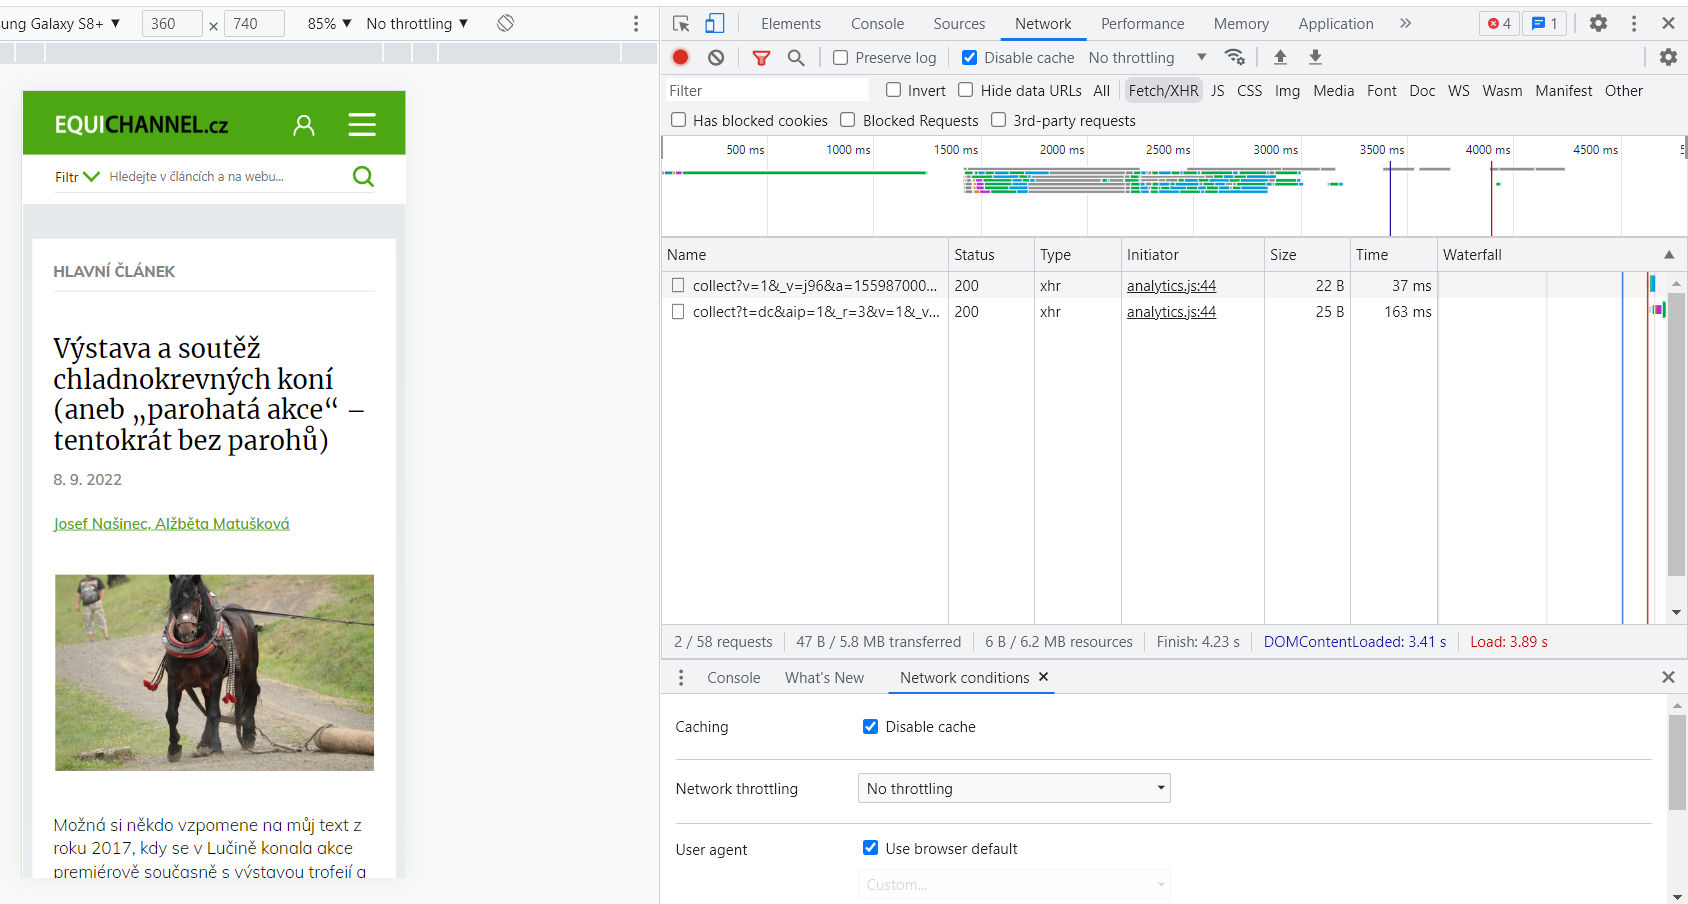 ung Galaxy S8+ ▼ 360 × 740 85% ▼ No throttling ▼
EQUICHANNEL.cz
Filtr Hledejte v článcích a na webu...
HLAVNÍ ČLÁNEK
Výstava a soutěž
chladnokrevných koní
(aneb „parohatá akce“ –
tentokrát bez parohů)
8. 9. 2022
Josef Našinec, Alžběta Matušková
Možná si někdo vzpomene na můj text z
roku 2017, kdy se v Lučině konala akce
premiérově současně s výstavou trofejí a
Elements Console Sources Network Performance Memory Application » 4 1
Preserve log Disable cache No throttling
Filter Invert Hide data URLs All Fetch/XHR JS CSS Img Media Font Doc WS Wasm Manifest Other
Has blocked cookies Blocked Requests 3rd-party requests
500 ms 1000 ms 1500 ms 2000 ms 2500 ms 3000 ms 3500 ms 4000 ms 4500 ms
Name Status Type Initiator Size Time Waterfall
collect?v=1&_v=j96&a=155987000... 200 xhr analytics.js:44 22 B 37 ms
collect?t=dc&aip=1&_r=3&v=1&_v... 200 xhr analytics.js:44 25 B 163 ms
2 / 58 requests 47 B / 5.8 MB transferred 6 B / 6.2 MB resources Finish: 4.23 s DOMContentLoaded: 3.41 s Load: 3.89 s
Console What's New Network conditions ×
Caching Disable cache
Network throttling No throttling
User agent Use browser default
Custom...